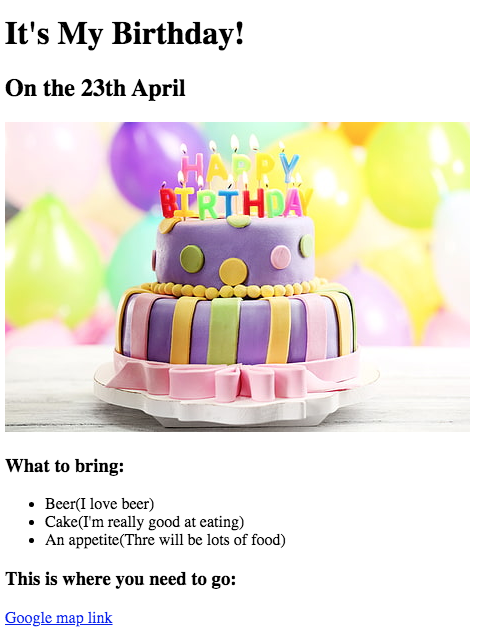 It's My Birthday!
On the 23th April
HAPPY
BIRTHDAY
What to bring:
Beer(I love beer)
Cake(I'm really good at eating)
An appetite(Thre will be lots of food)
This is where you need to go:
Google map link